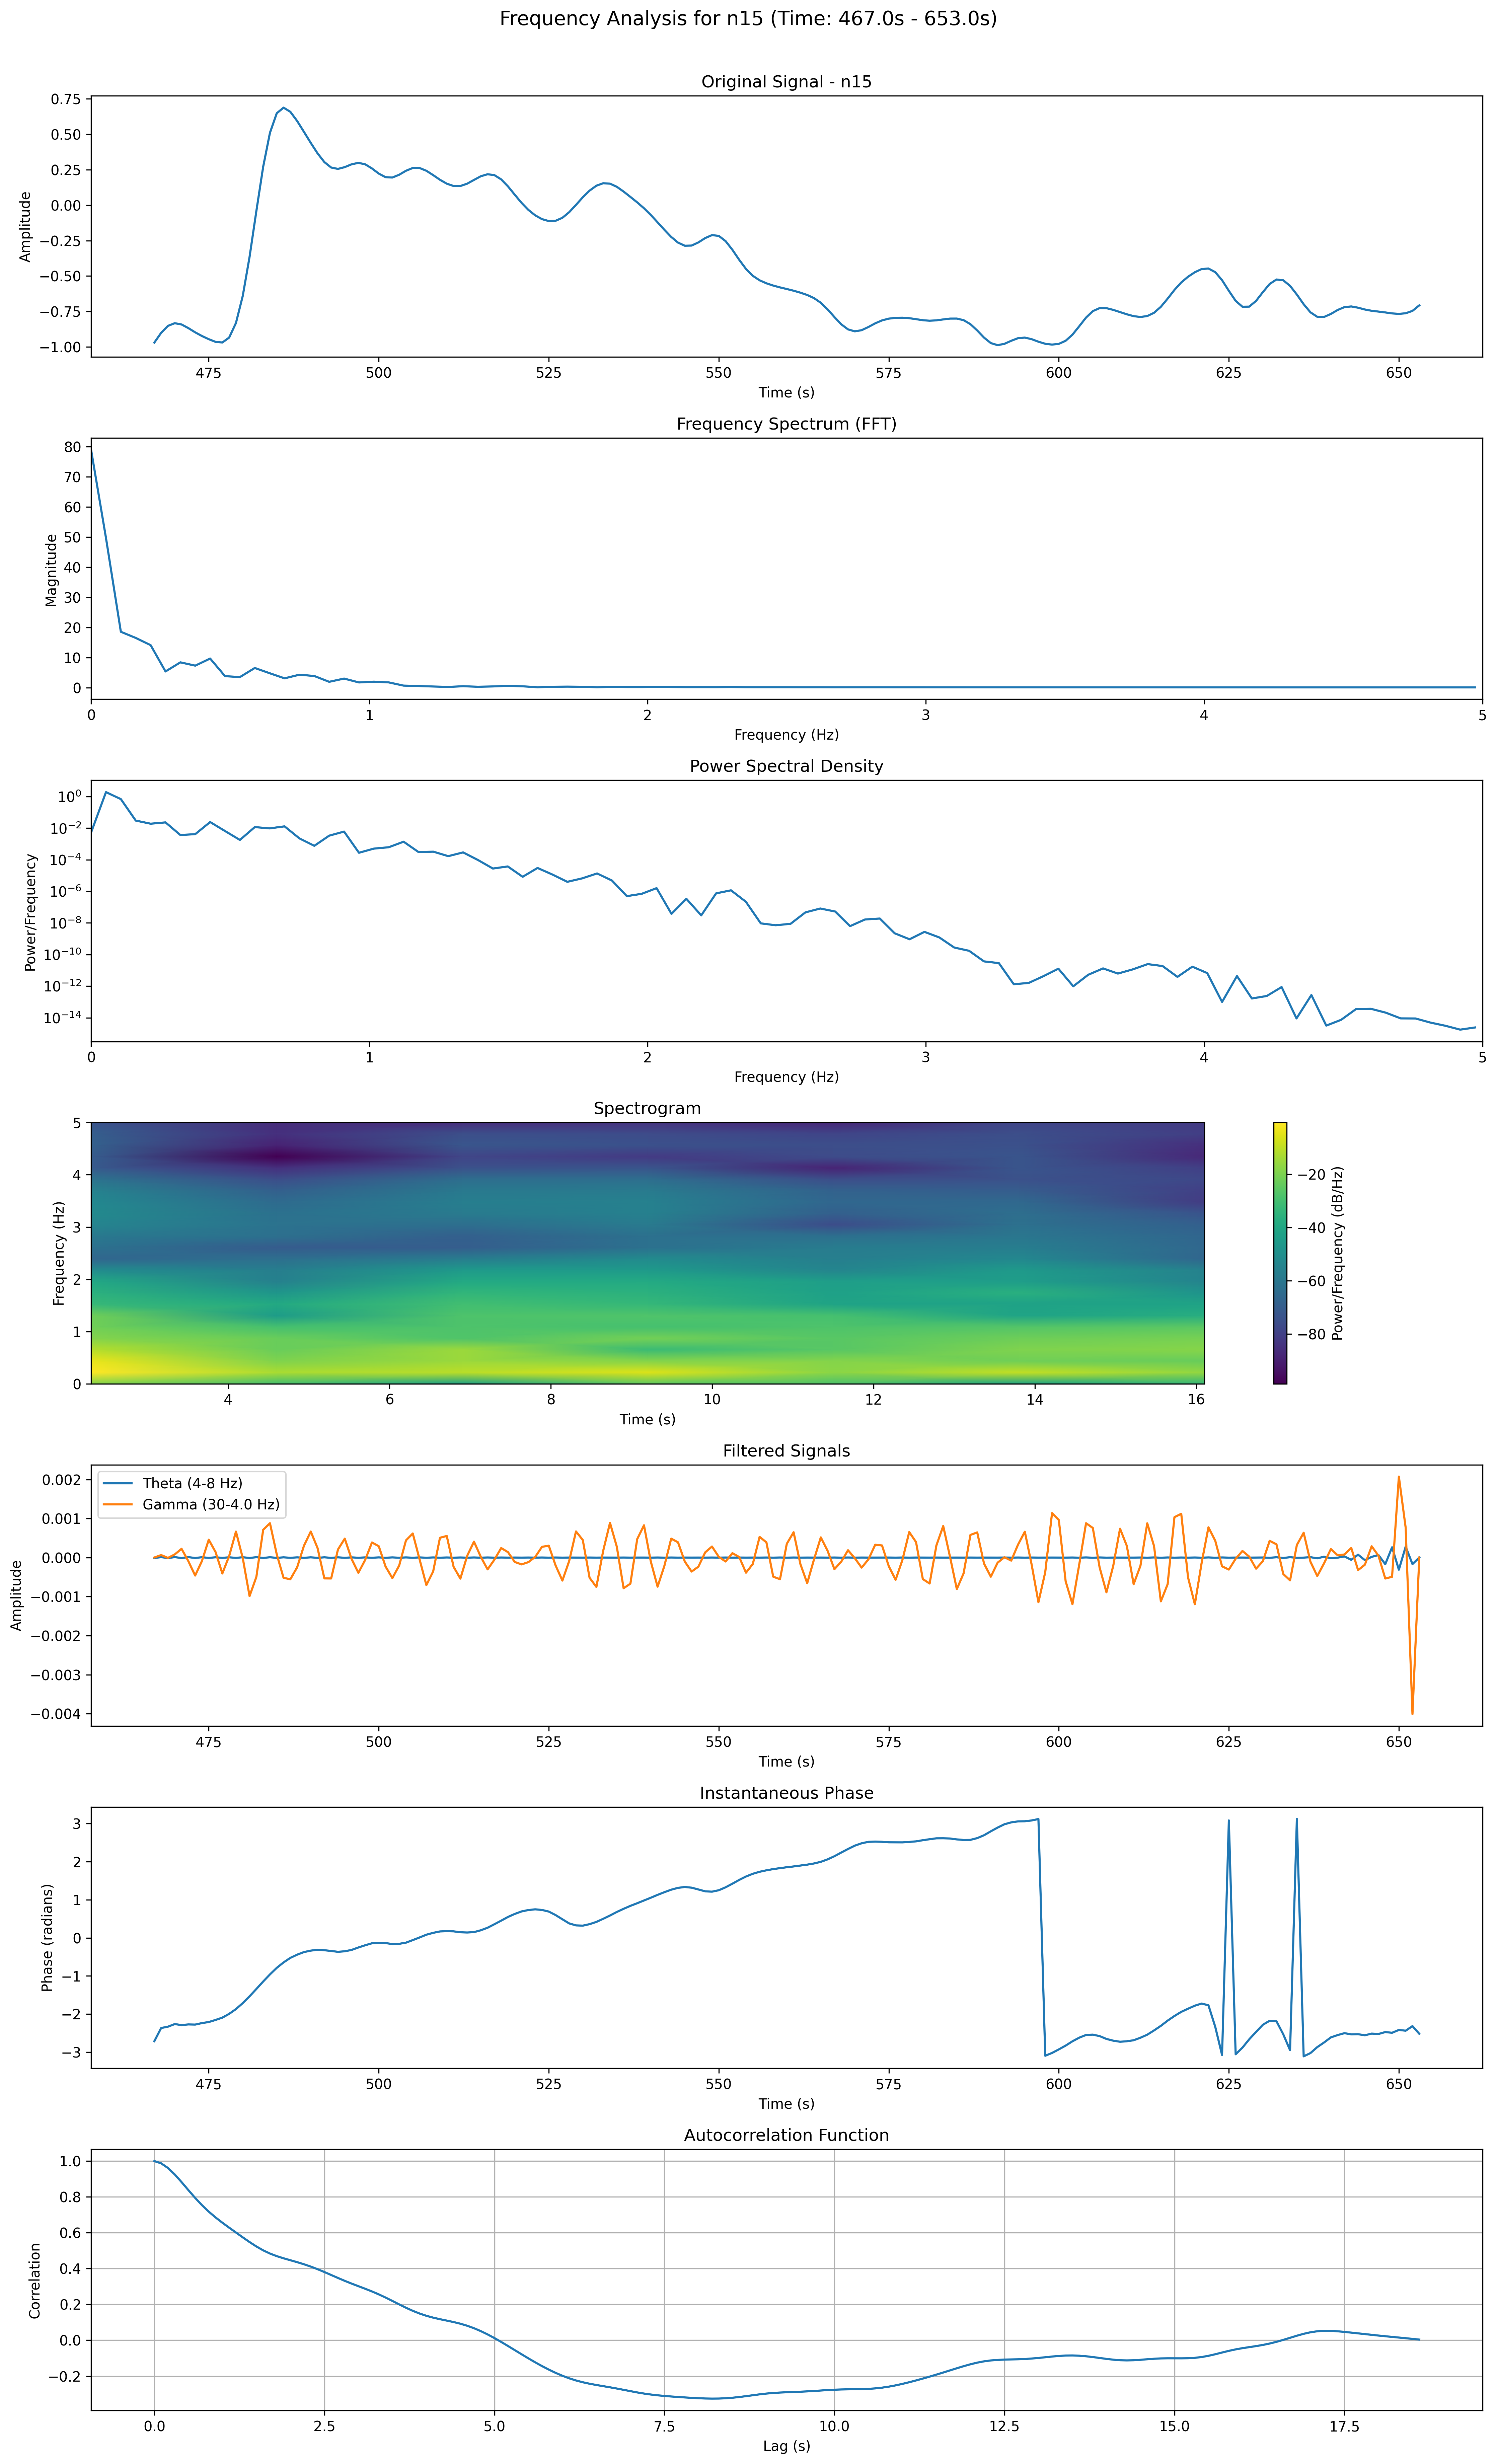 Frequency Analysis for n15 (Time: 467.0s - 653.0s)
Original Signal - n15
0.75
0.50
0.25
0.00
−0.25
−0.50
−0.75
−1.00
Amplitude
475 500 525 550 575 600 625 650
Time (s)
Frequency Spectrum (FFT)
80
70
60
50
40
30
20
10
0
Magnitude
0 1 2 3 4 5
Frequency (Hz)
Power Spectral Density
10⁰
10⁻²
10⁻⁴
10⁻⁶
10⁻⁸
10⁻¹⁰
10⁻¹²
10⁻¹⁴
Power/Frequency
0 1 2 3 4 5
Frequency (Hz)
Spectrogram
5
4
3
2
1
0
Frequency (Hz)
4 6 8 10 12 14 16
Time (s)
−20
−40
−60
−80
Power/Frequency (dB/Hz)
Filtered Signals
Theta (4-8 Hz)
Gamma (30-4.0 Hz)
0.002
0.001
0.000
−0.001
−0.002
−0.003
−0.004
Amplitude
475 500 525 550 575 600 625 650
Time (s)
Instantaneous Phase
3
2
1
0
−1
−2
−3
Phase (radians)
475 500 525 550 575 600 625 650
Time (s)
Autocorrelation Function
1.0
0.8
0.6
0.4
0.2
0.0
−0.2
Correlation
0.0 2.5 5.0 7.5 10.0 12.5 15.0 17.5
Lag (s)